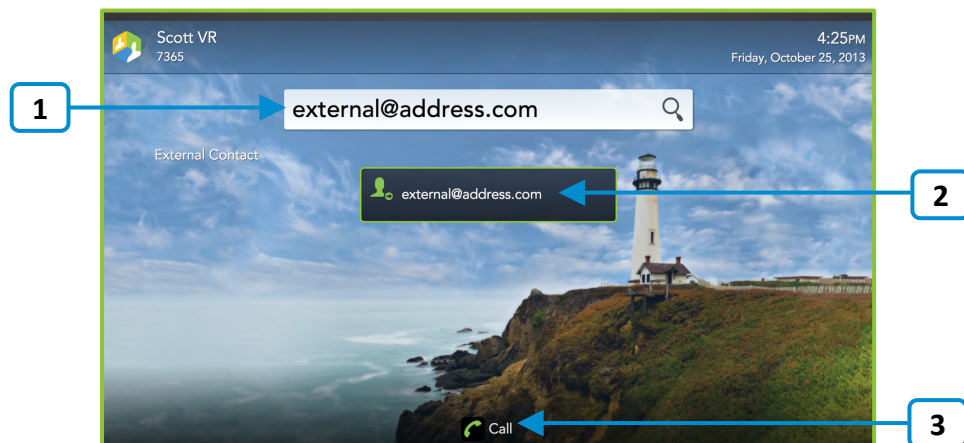 Scott VR
7365
4:25PM
Friday, October 25, 2013
1
external@address.com
External Contact
external@address.com
2
Call
3